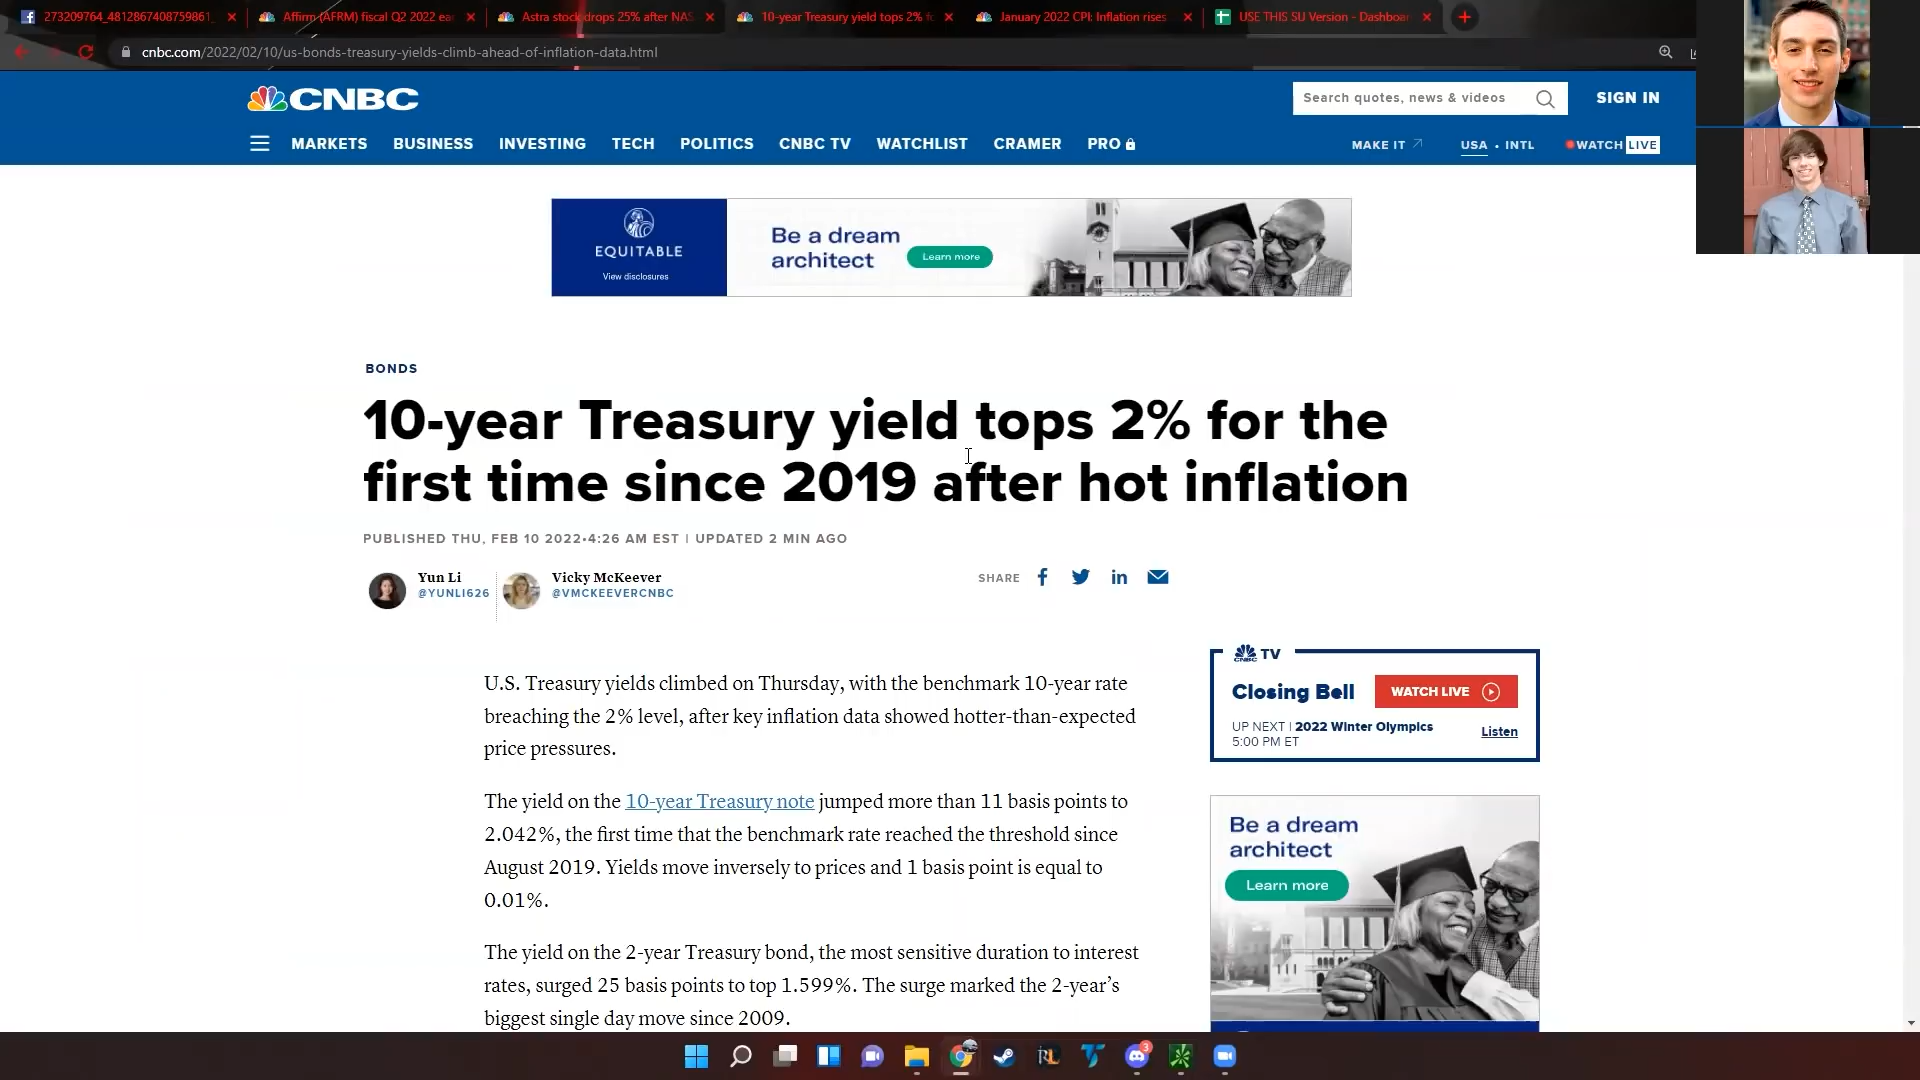 273209764_4812867408759861_
Affirm (AFRM) fiscal Q2 2022 ea
Astra stock drops 25% after NAS
10-year Treasury yield tops 2% f
January 2022 CPI: Inflation rises
USE THIS SU Version - Dashboar
cnbc.com/2022/02/10/us-bonds-treasury-yields-climb-ahead-of-inflation-data.html
CNBC
Search quotes, news & videos
SIGN IN
MARKETS BUSINESS INVESTING TECH POLITICS CNBC TV WATCHLIST CRAMER PRO
MAKE IT USA • INTL WATCH LIVE
EQUITABLE
View disclosures
Be a dream
architect
Learn more
BONDS
10-year Treasury yield tops 2% for the
first time since 2019 after hot inflation
PUBLISHED THU, FEB 10 2022•4:26 AM EST | UPDATED 2 MIN AGO
Yun Li
@YUNLI626
Vicky McKeever
@VMCKEEVERCNBC
SHARE
U.S. Treasury yields climbed on Thursday, with the benchmark 10-year rate
breaching the 2% level, after key inflation data showed hotter-than-expected
price pressures.
The yield on the 10-year Treasury note jumped more than 11 basis points to
2.042%, the first time that the benchmark rate reached the threshold since
August 2019. Yields move inversely to prices and 1 basis point is equal to
0.01%.
The yield on the 2-year Treasury bond, the most sensitive duration to interest
rates, surged 25 basis points to top 1.599%. The surge marked the 2-year’s
biggest single day move since 2009.
CNBC TV
Closing Bell
WATCH LIVE
UP NEXT | 2022 Winter Olympics
5:00 PM ET
Listen
Be a dream
architect
Learn more
RL
3